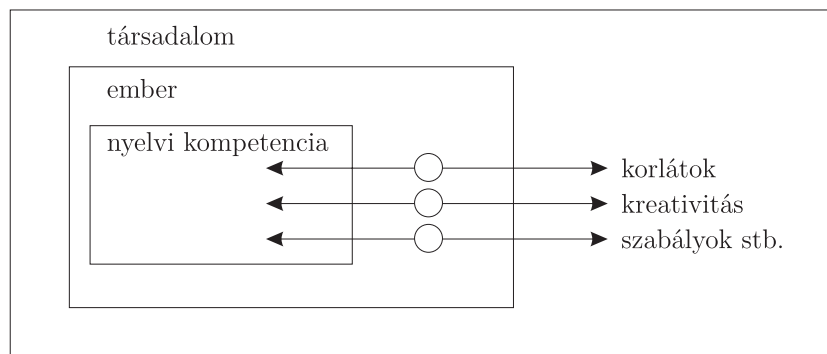 társadalom
ember
nyelvi kompetencia
korlátok
kreativitás
szabályok stb.